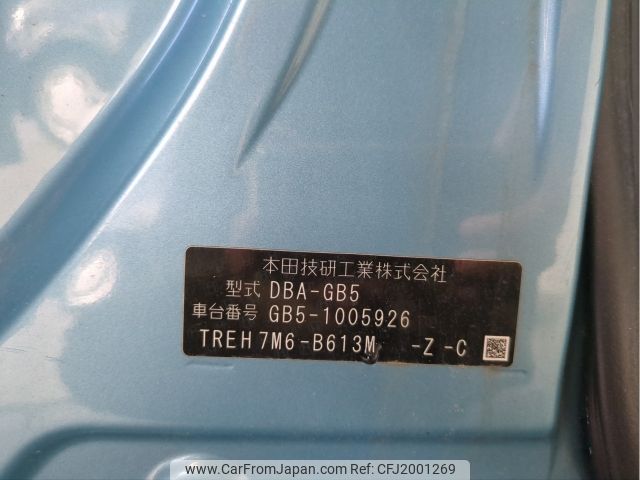 本田技研工業株式会社
型式 DBA-GB5
車台番号 GB5-1005926
TREH7M6-B613M -Z-C
www.CarFromJapan.com | CFJ2001269